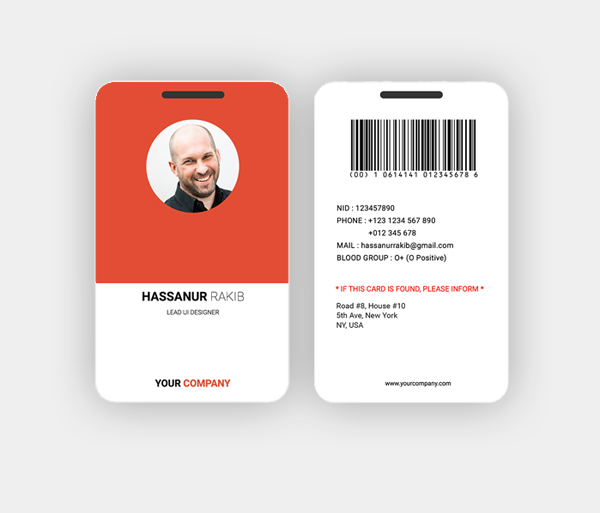 HASSANUR RAKIB
LEAD UI DESIGNER
YOUR COMPANY
(00) 1 0614141 012345678 6
NID : 123457890
PHONE : +123 1234 567 890
+012 345 678
MAIL : hassanurrakib@gmail.com
BLOOD GROUP : O+ (O Positive)
* IF THIS CARD IS FOUND, PLEASE INFORM *
Road #8, House #10
5th Ave, New York
NY, USA
www.yourcompany.com